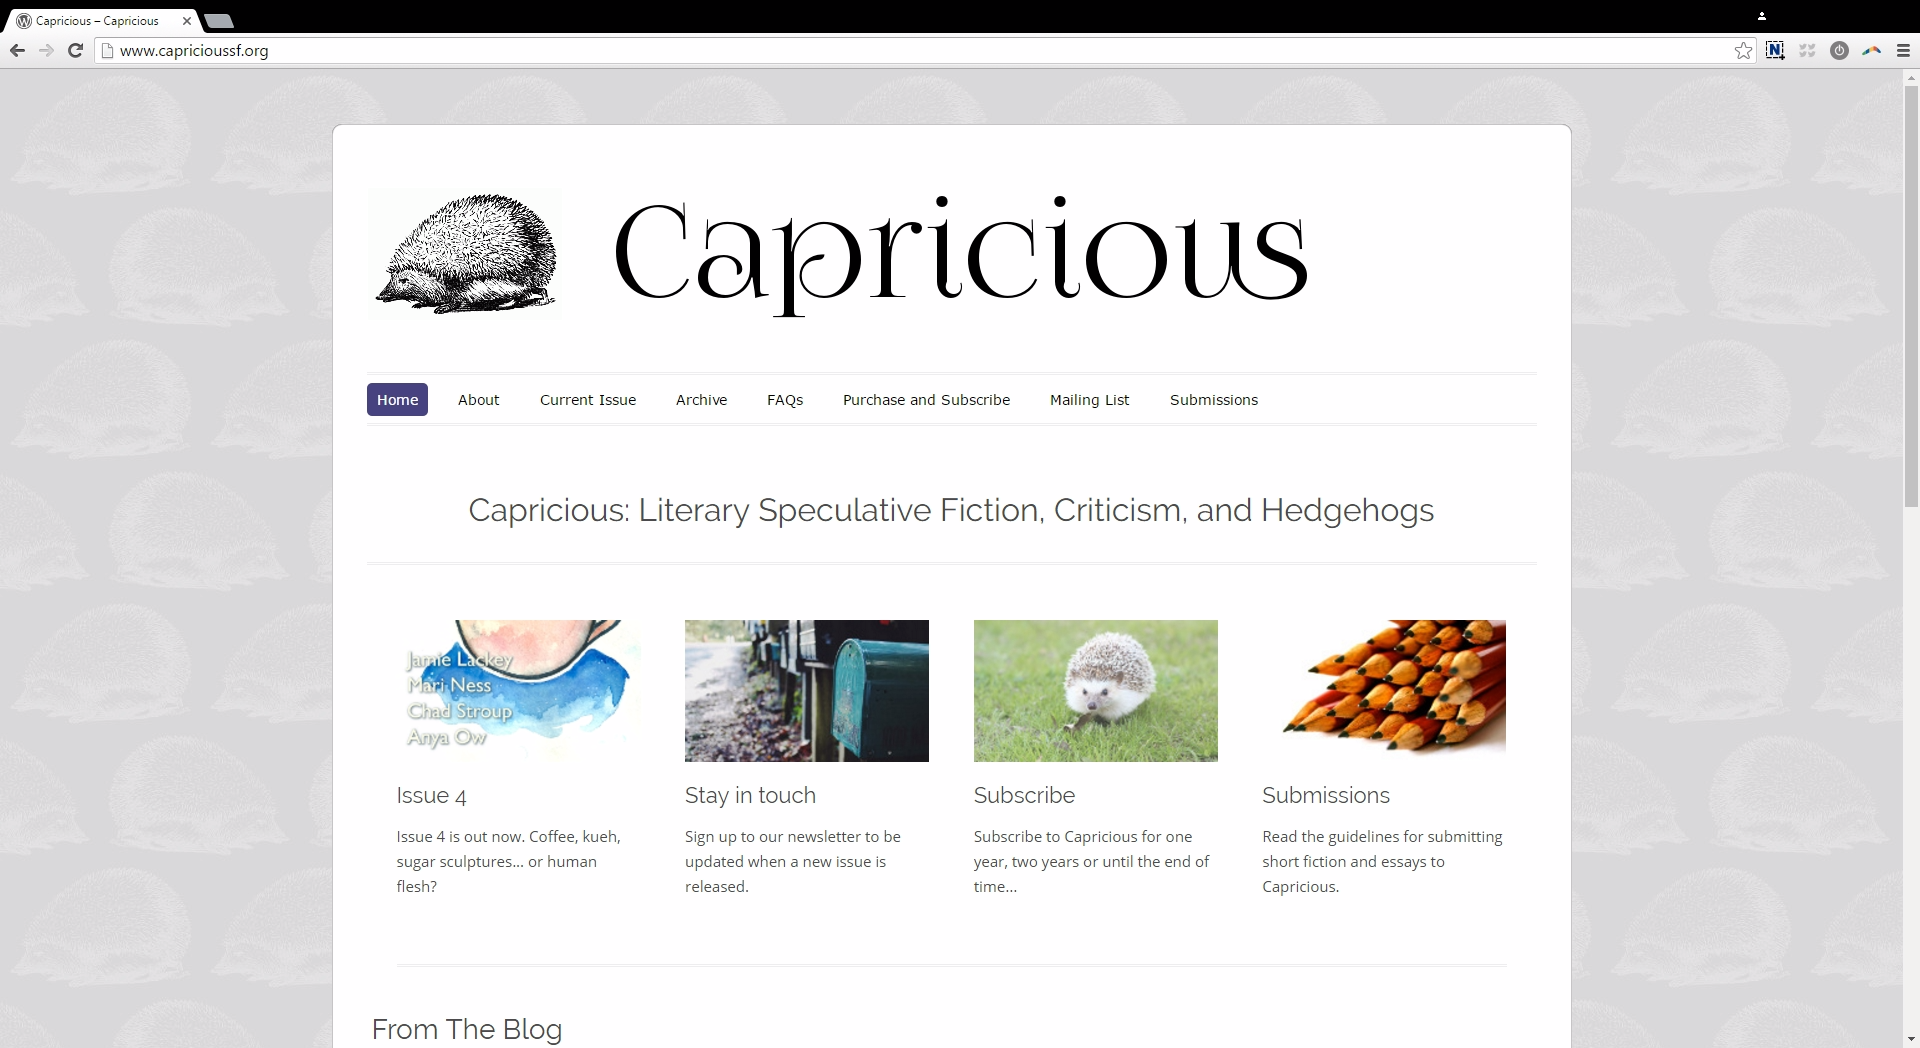 Capricious – Capricious
www.capricioussf.org
N
Capricious
Home About Current Issue Archive FAQs Purchase and Subscribe Mailing List Submissions
Capricious: Literary Speculative Fiction, Criticism, and Hedgehogs
Jamie Lackey
Mari Ness
Chad Stroup
Anya Ow
Issue 4
Issue 4 is out now. Coffee, kueh,
sugar sculptures... or human
flesh?
Stay in touch
Sign up to our newsletter to be
updated when a new issue is
released.
Subscribe
Subscribe to Capricious for one
year, two years or until the end of
time...
Submissions
Read the guidelines for submitting
short fiction and essays to
Capricious.
From The Blog